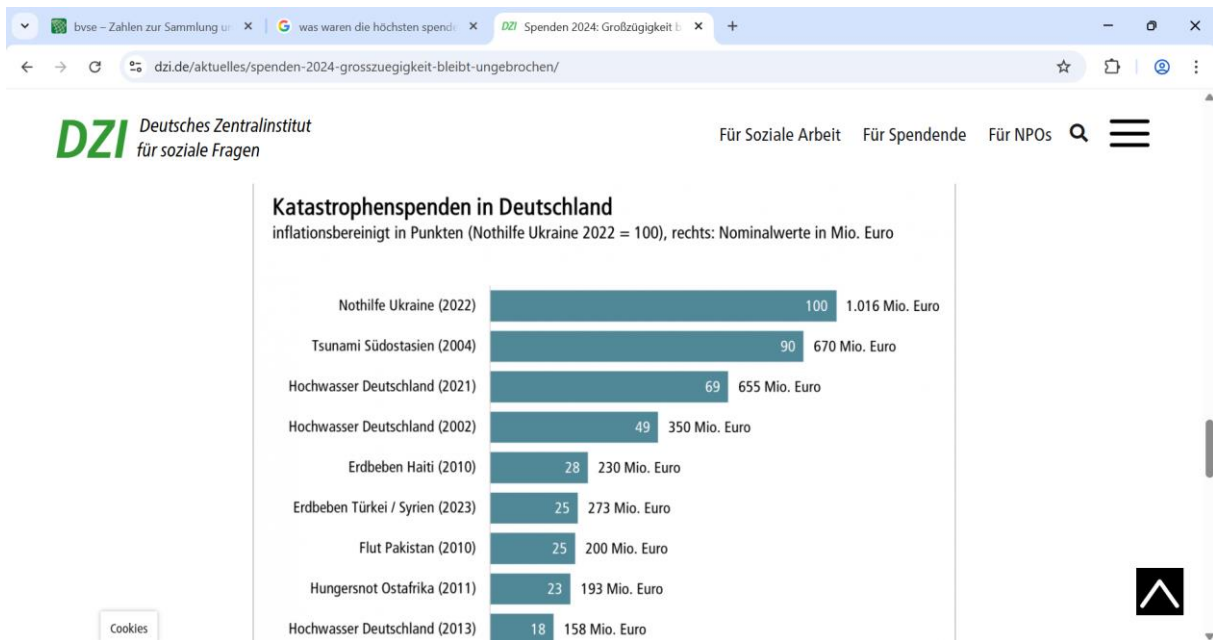 bvse – Zahlen zur Sammlung u
was waren die höchsten spende
DZI Spenden 2024: Großzügigkeit b
dzi.de/aktuelles/spenden-2024-grosszuegigkeit-bleibt-ungebrochen/
DZI Deutsches Zentralinstitut
für soziale Fragen
Für Soziale Arbeit Für Spendende Für NPOs
Katastrophenspenden in Deutschland
inflationsbereinigt in Punkten (Nothilfe Ukraine 2022 = 100), rechts: Nominalwerte in Mio. Euro
Nothilfe Ukraine (2022) 100 1.016 Mio. Euro
Tsunami Südostasien (2004) 90 670 Mio. Euro
Hochwasser Deutschland (2021) 69 655 Mio. Euro
Hochwasser Deutschland (2002) 49 350 Mio. Euro
Erdbeben Haiti (2010) 28 230 Mio. Euro
Erdbeben Türkei / Syrien (2023) 25 273 Mio. Euro
Flut Pakistan (2010) 25 200 Mio. Euro
Hungersnot Ostafrika (2011) 23 193 Mio. Euro
Hochwasser Deutschland (2013) 18 158 Mio. Euro
Cookies